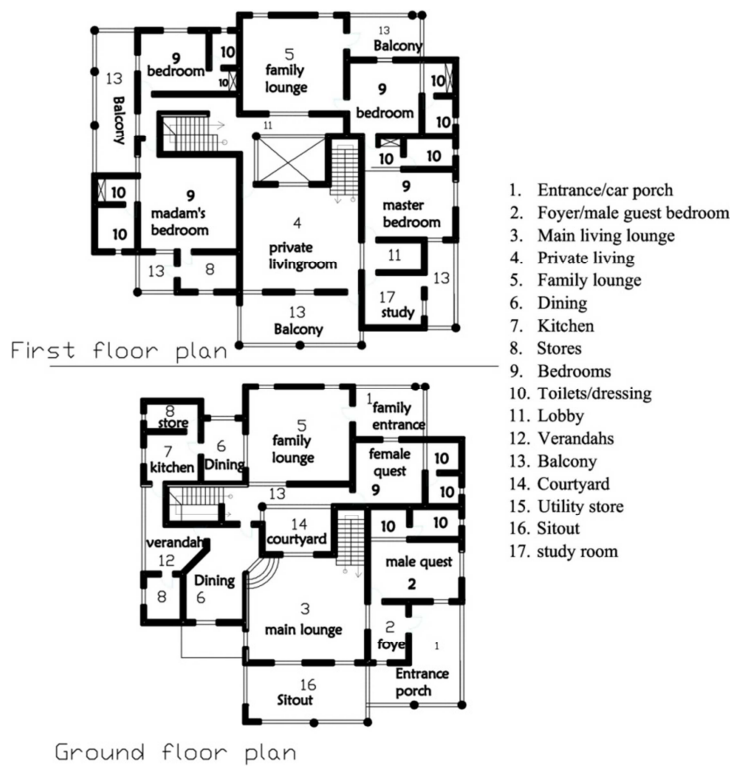 13
Balcony
9
bedroom
10
10
5
family
lounge
13
Balcony
9
bedroom
10
10
11
10
10
10
10
9
madam's
bedroom
9
master
bedroom
4
private
livingroom
11
13
8
13
17
study
13
Balcony
First floor plan
8
store
7
kitchen
6
Dining
5
family
lounge
1
family
entrance
female
quest
9
10
10
13
14
courtyard
10
10
verandah
12
8
Dining
6
male quest
2
3
main lounge
2
foye
1
Entrance
porch
16
Sitout
Ground floor plan
1. Entrance/car porch
2. Foyer/male guest bedroom
3. Main living lounge
4. Private living
5. Family lounge
6. Dining
7. Kitchen
8. Stores
9. Bedrooms
10. Toilets/dressing
11. Lobby
12. Verandahs
13. Balcony
14. Courtyard
15. Utility store
16. Sitout
17. study room